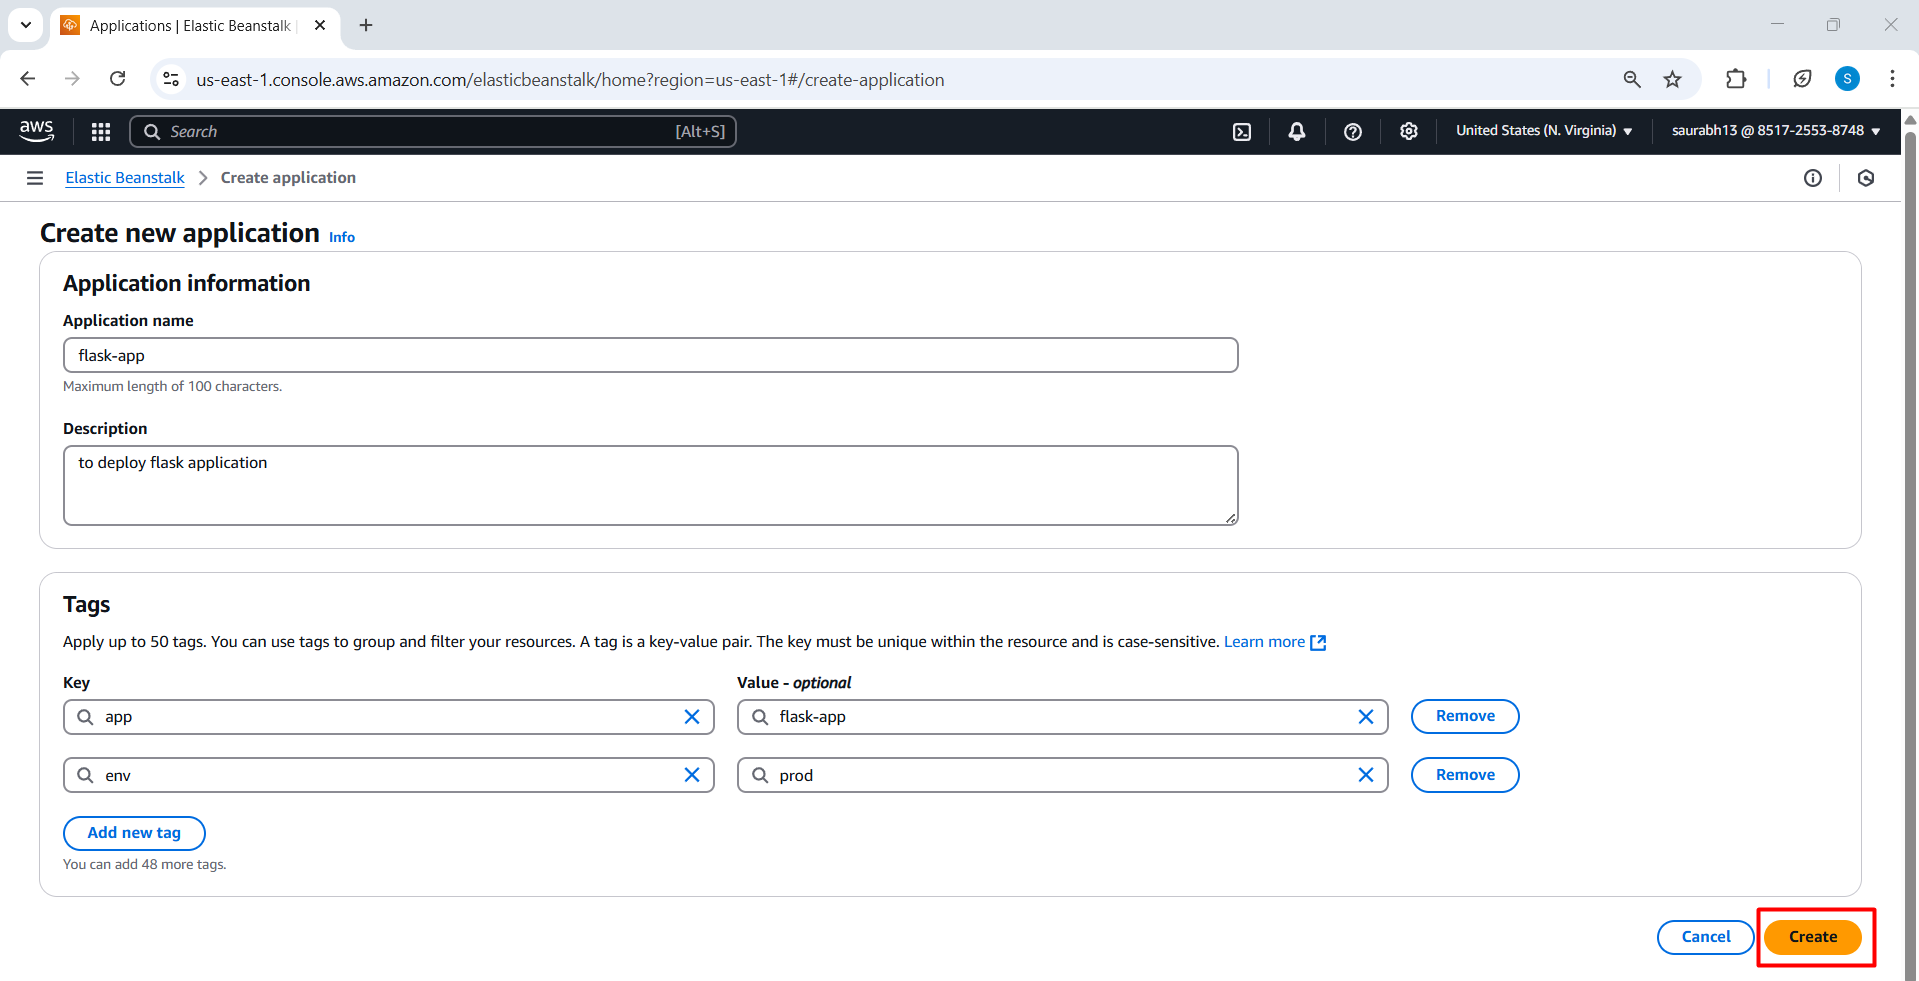 Applications | Elastic Beanstalk
us-east-1.console.aws.amazon.com/elasticbeanstalk/home?region=us-east-1#/create-application
S
aws
Search [Alt+S]
United States (N. Virginia)
saurabh13 @ 8517-2553-8748
Elastic Beanstalk
Create application
Create new application Info
Application information
Application name
flask-app
Maximum length of 100 characters.
Description
to deploy flask application
Tags
Apply up to 50 tags. You can use tags to group and filter your resources. A tag is a key-value pair. The key must be unique within the resource and is case-sensitive. Learn more
Key Value - optional
app flask-app Remove
env prod Remove
Add new tag
You can add 48 more tags.
Cancel Create